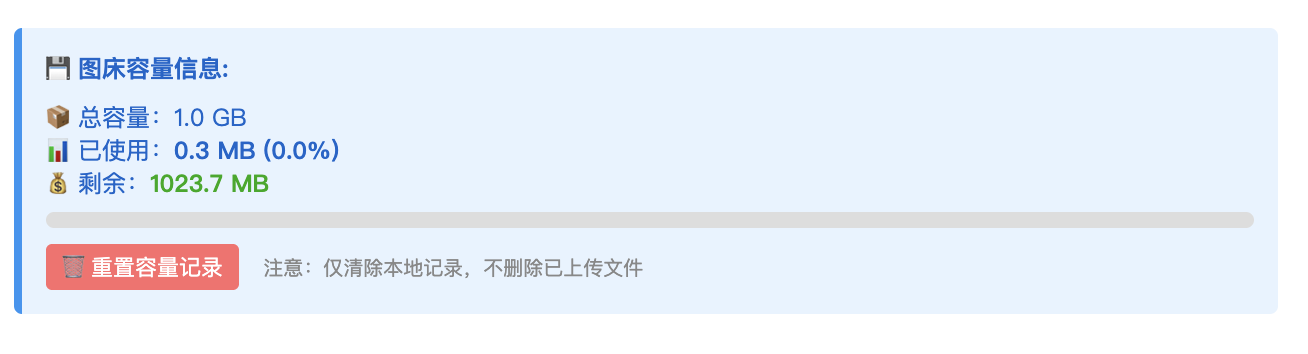 💾 图床容量信息:
📦 总容量：1.0 GB
📊 已使用：0.3 MB (0.0%)
💰 剩余：1023.7 MB
🗑️ 重置容量记录 注意：仅清除本地记录，不删除已上传文件